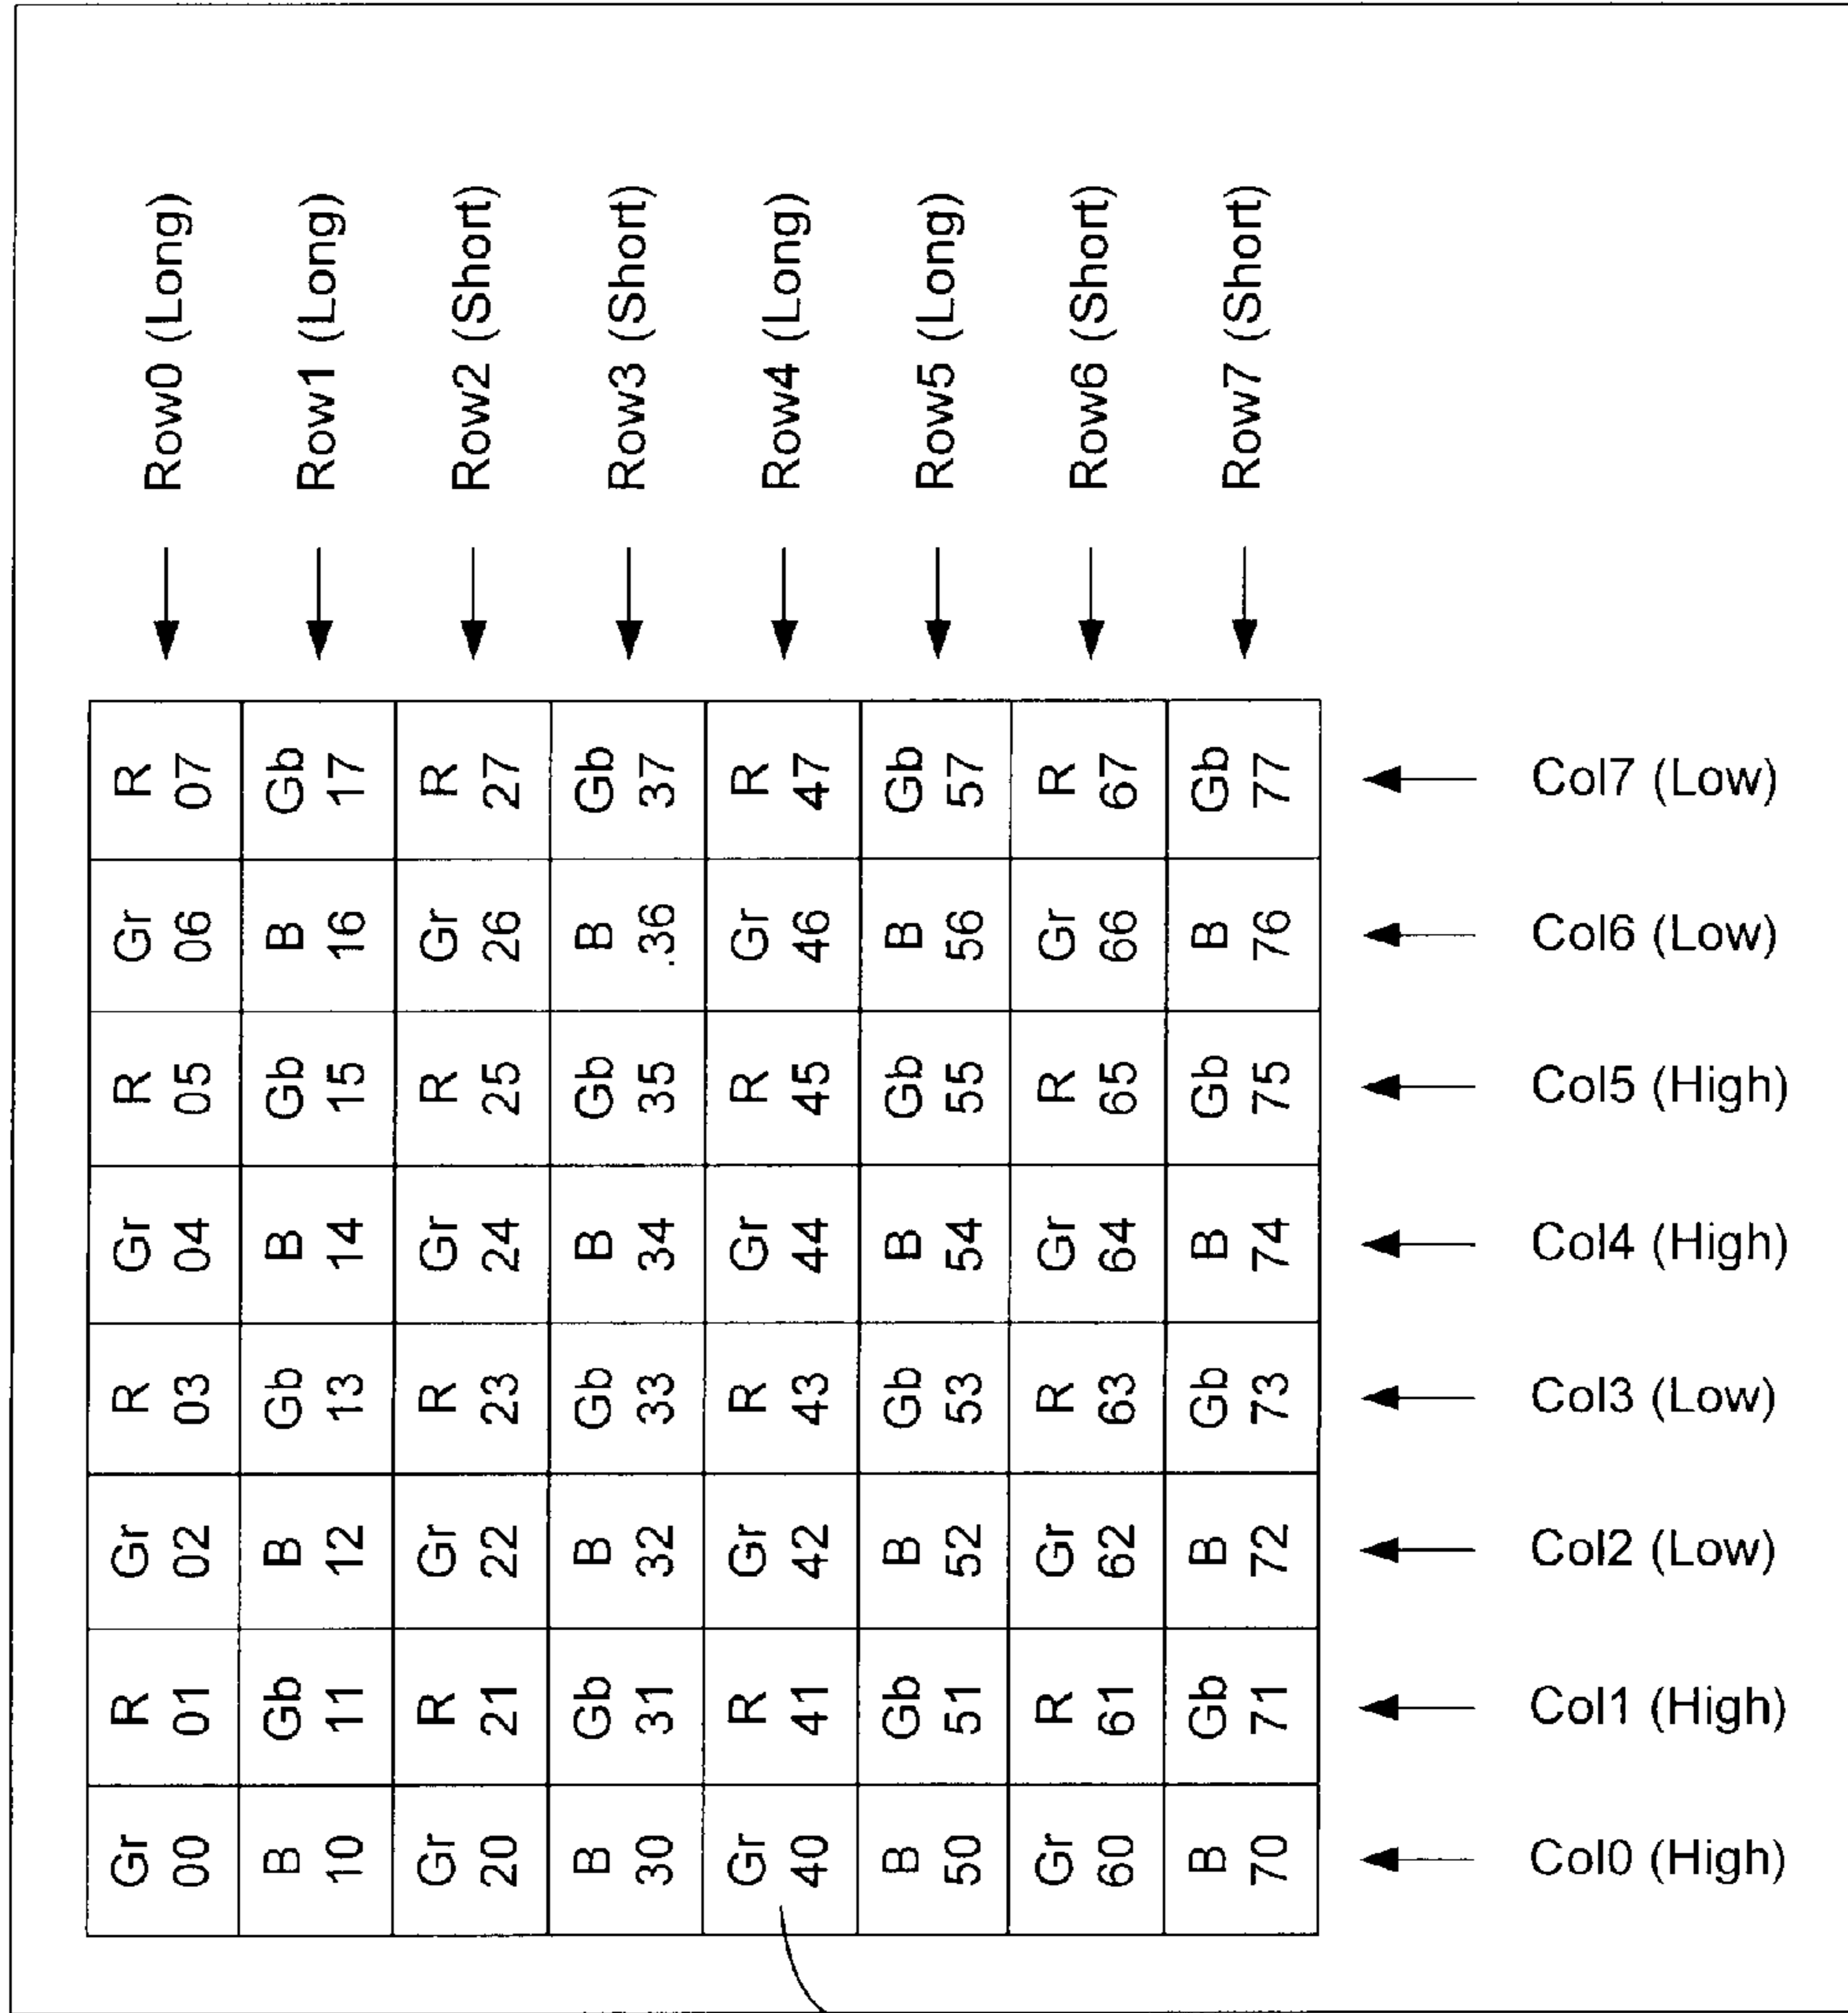 Gr R Gr R Gr R Gr R
00 01 02 03 04 05 06 07
Row0 (Long)
B Gb B Gb B Gb B Gb
10 11 12 13 14 15 16 17
Row1 (Long)
Gr R Gr R Gr R Gr R
20 21 22 23 24 25 26 27
Row2 (Short)
B Gb B Gb B Gb B Gb
30 31 32 33 34 35 .36 37
Row3 (Short)
Gr R Gr R Gr R Gr R
40 41 42 43 44 45 46 47
Row4 (Long)
B Gb B Gb B Gb B Gb
50 51 52 53 54 55 56 57
Row5 (Long)
Gr R Gr R Gr R Gr R
60 61 62 63 64 65 66 67
Row6 (Short)
B Gb B Gb B Gb B Gb
70 71 72 73 74 75 76 77
Row7 (Short)
Col0 (High)
Col1 (High)
Col2 (Low)
Col3 (Low)
Col4 (High)
Col5 (High)
Col6 (Low)
Col7 (Low)